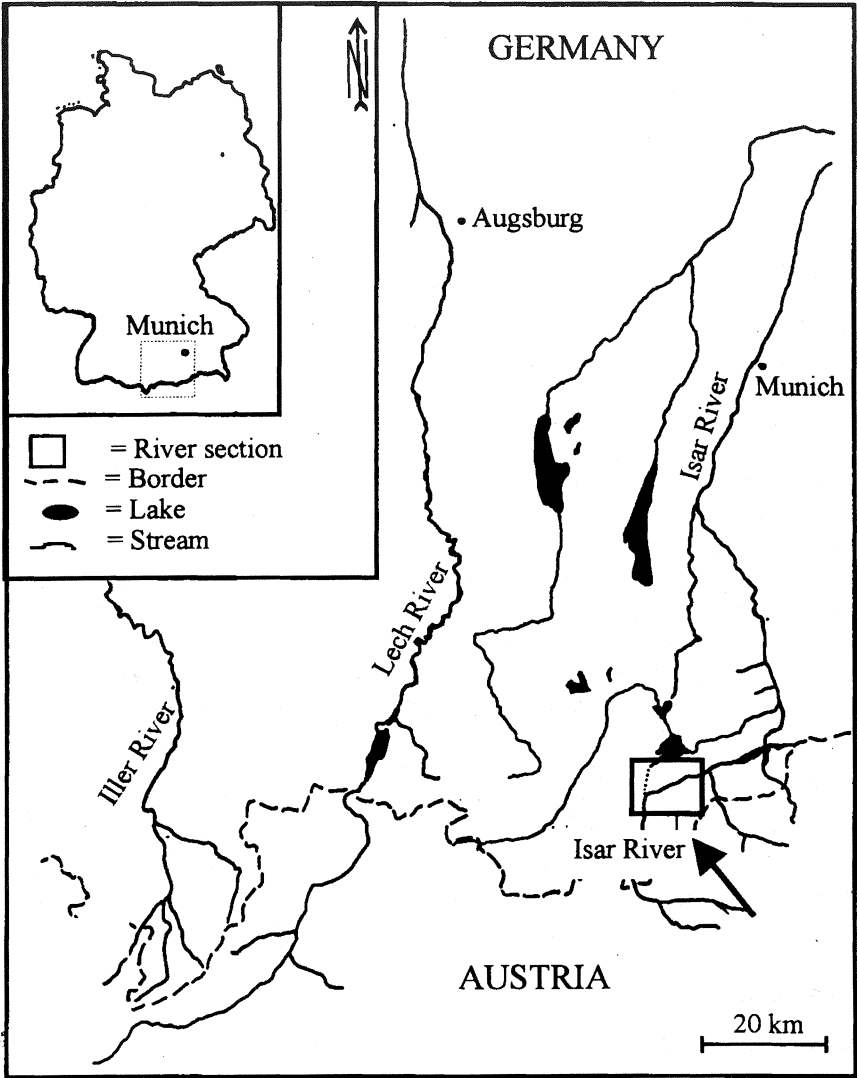 GERMANY
N
Augsburg
Munich
Munich
Isar River
= River section
= Border
= Lake
= Stream
Lech River
Iller River
Isar River
AUSTRIA
20 km